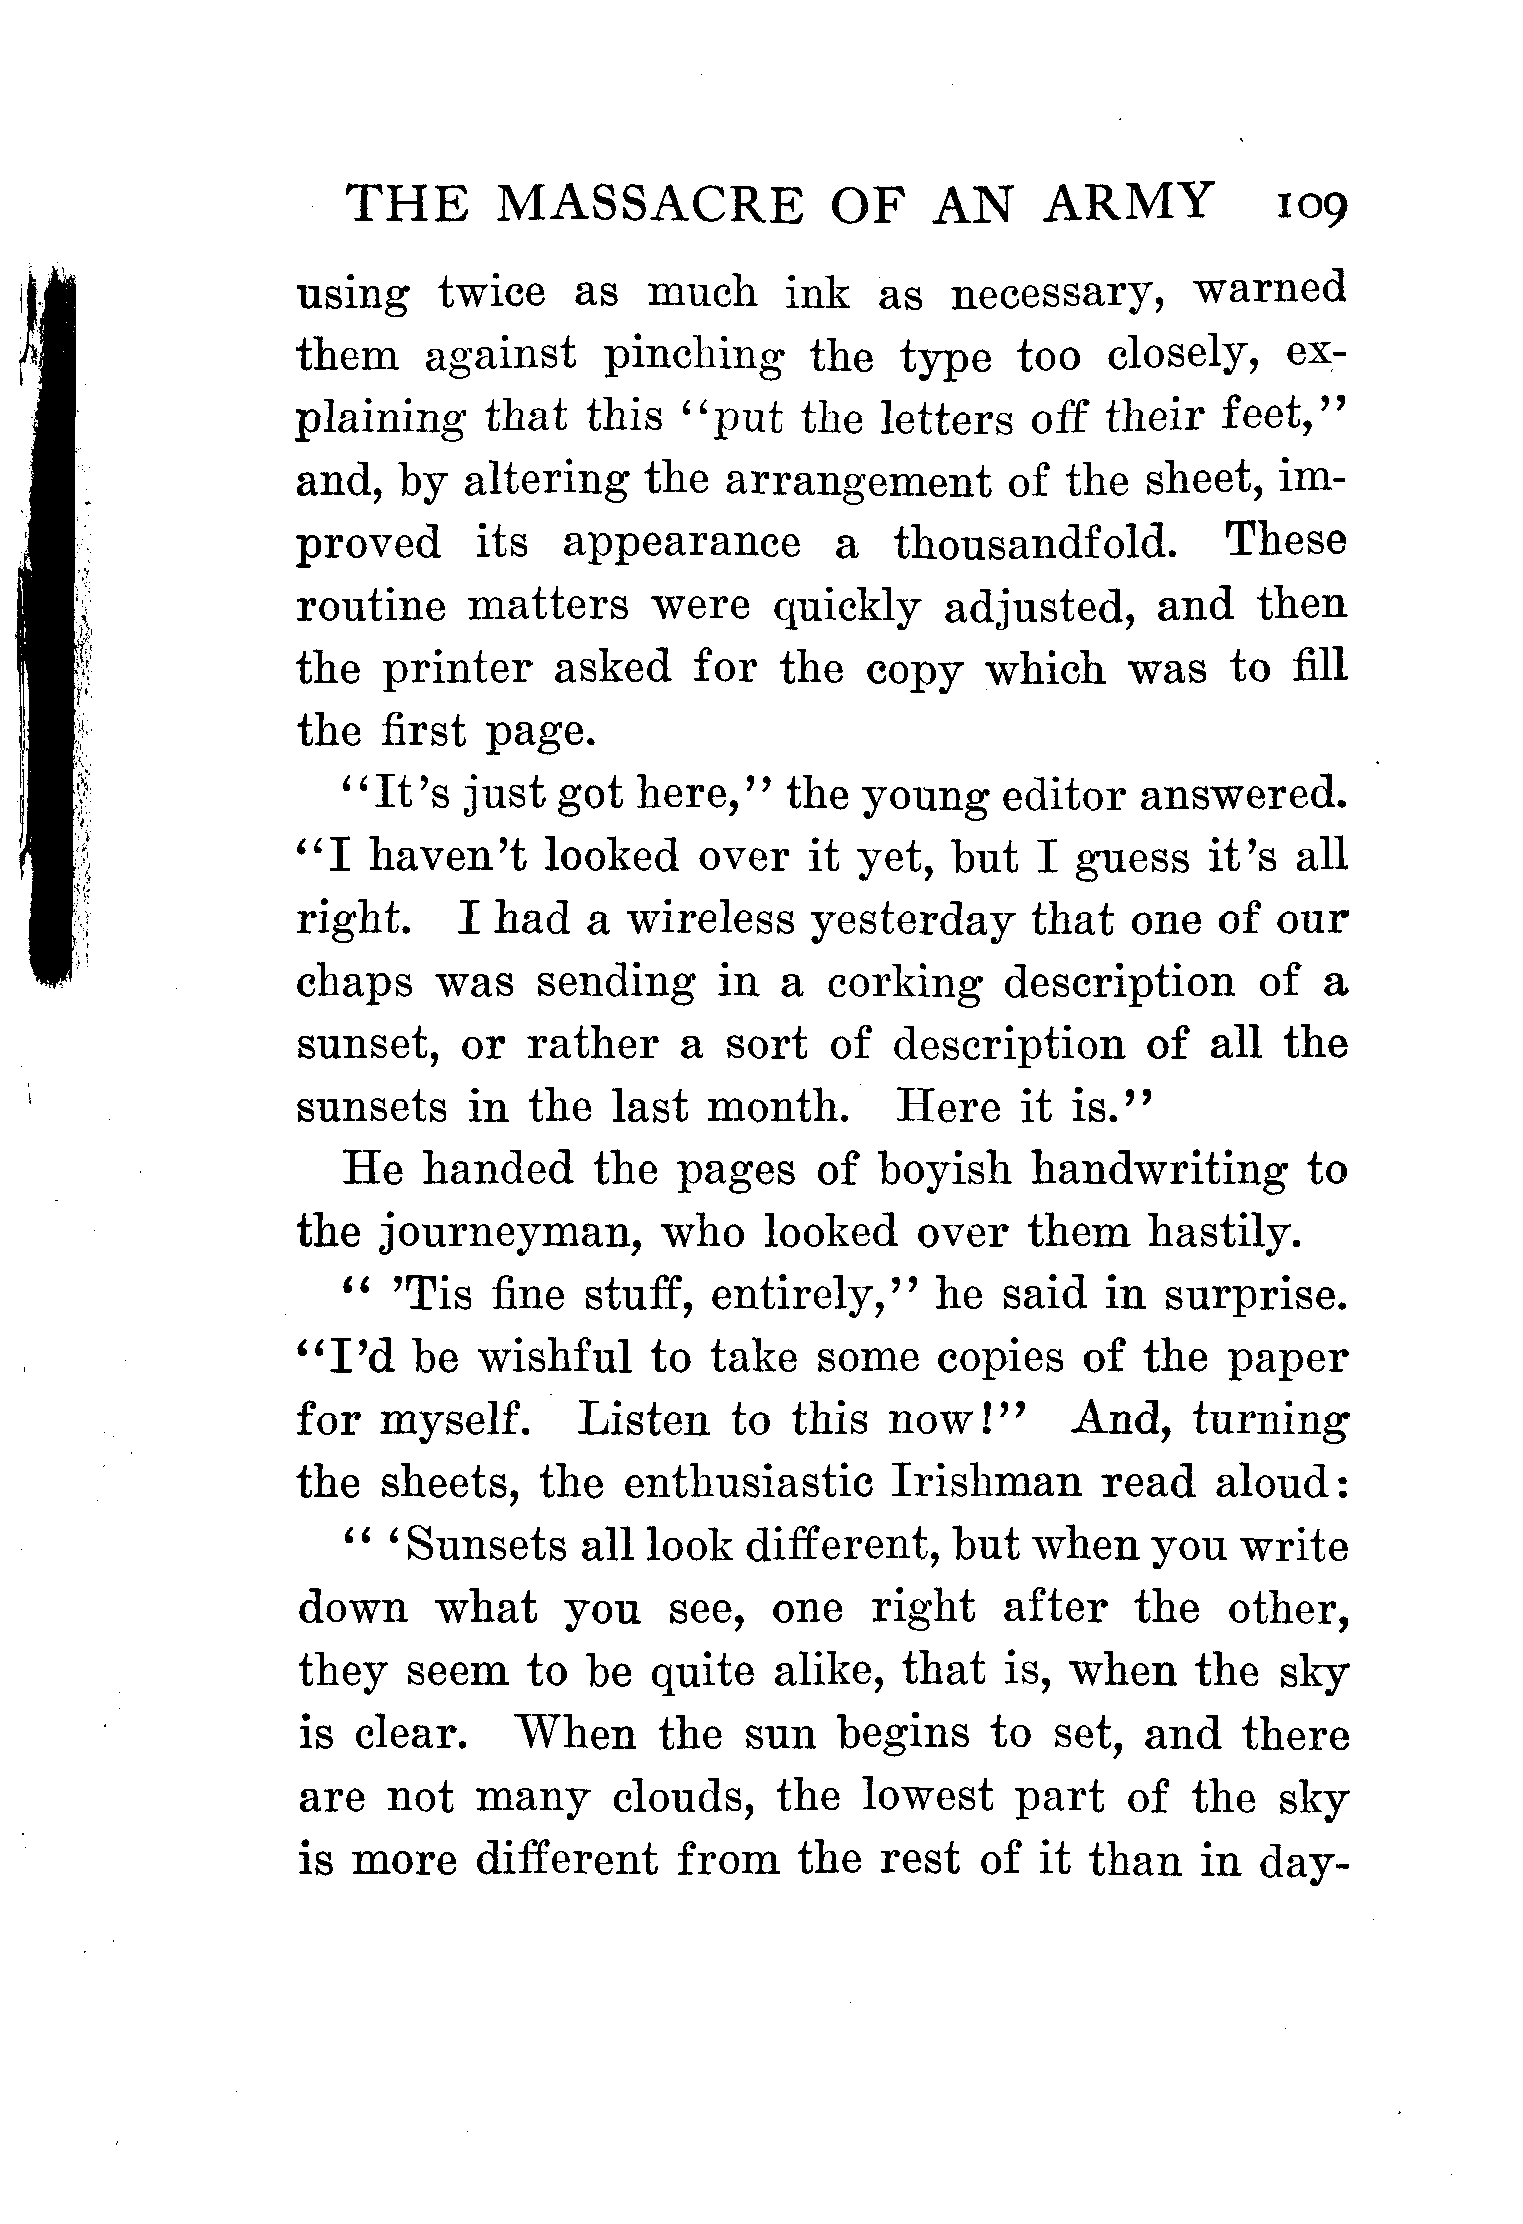 THE MASSACRE OF AN ARMY 109
using twice as much ink as necessary, warned
them against pinching the type too closely, ex-
plaining that this "put the letters off their feet,"
and, by altering the arrangement of the sheet, im-
proved its appearance a thousandfold. These
routine matters were quickly adjusted, and then
the printer asked for the copy which was to fill
the first page.
"It's just got here," the young editor answered.
"I haven't looked over it yet, but I guess it's all
right. I had a wireless yesterday that one of our
chaps was sending in a corking description of a
sunset, or rather a sort of description of all the
sunsets in the last month. Here it is."
He handed the pages of boyish handwriting to
the journeyman, who looked over them hastily.
" 'Tis fine stuff, entirely," he said in surprise.
"I'd be wishful to take some copies of the paper
for myself. Listen to this now!" And, turning
the sheets, the enthusiastic Irishman read aloud:
" 'Sunsets all look different, but when you write
down what you see, one right after the other,
they seem to be quite alike, that is, when the sky
is clear. When the sun begins to set, and there
are not many clouds, the lowest part of the sky
is more different from the rest of it than in day-